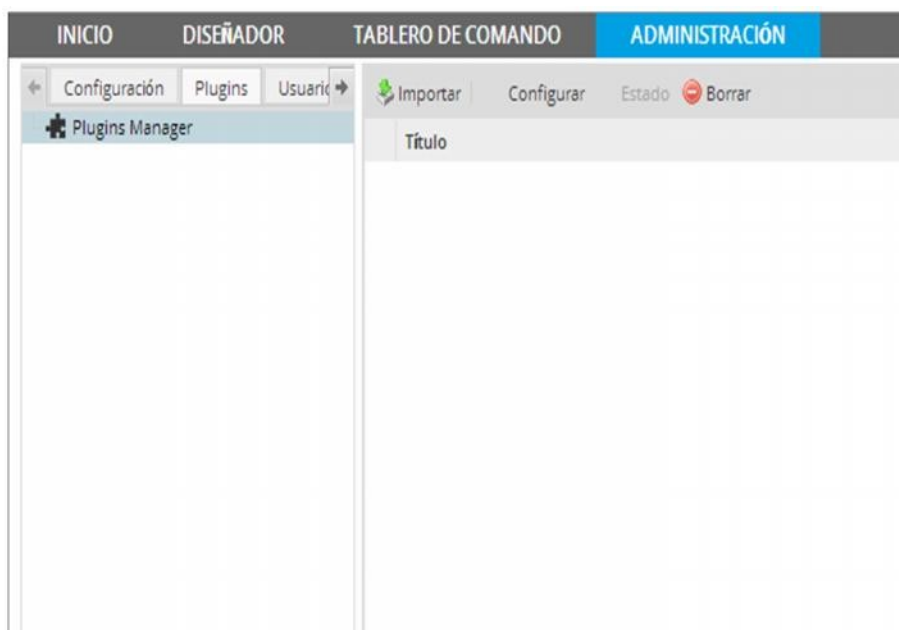 INICIO DISEÑADOR TABLERO DE COMANDO ADMINISTRACIÓN
Configuración Plugins Importar Configurar Estado Borrar
Plugins Manager
Título